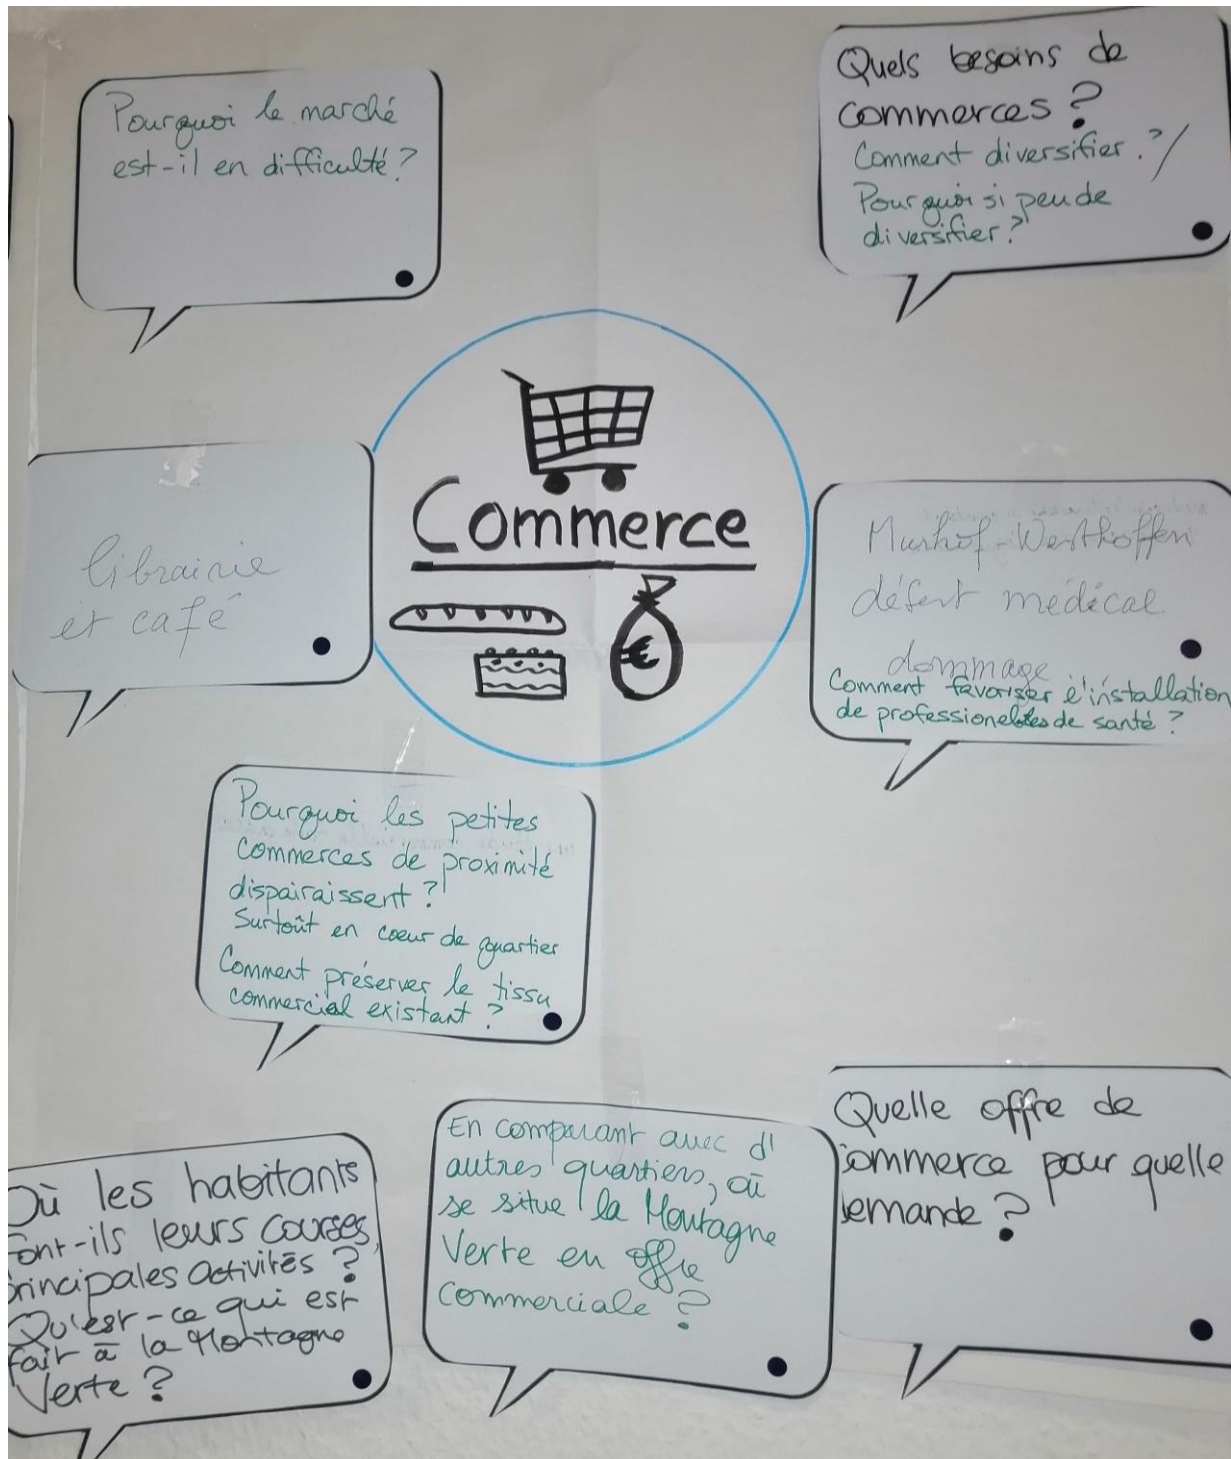 Pourquoi le marché
est-il en difficulté ?
Quels besoins de
commerces ?
Comment diversifier ? /
Pourquoi si peu de
diversifier ?
Commerce
€
librairie
et café
Murhof-Westhoffen
désert médical
dommage
Comment favoriser l'installation
de de santé ?
Pourquoi les petites
commerces de proximité
dispairaissent ?
Surtoût en coeur de quartier
Comment préserver le tissu
commercial existant ?
Où les habitants
font-ils leurs courses,
principales activités ?
Qu'est-ce qui est
fait à la Montagne
Verte ?
En comparant avec d'
autres quartiers, où
se situe la Montagne
Verte en offre
commerciale ?
Quelle offre de
commerce pour quelle
demande ?